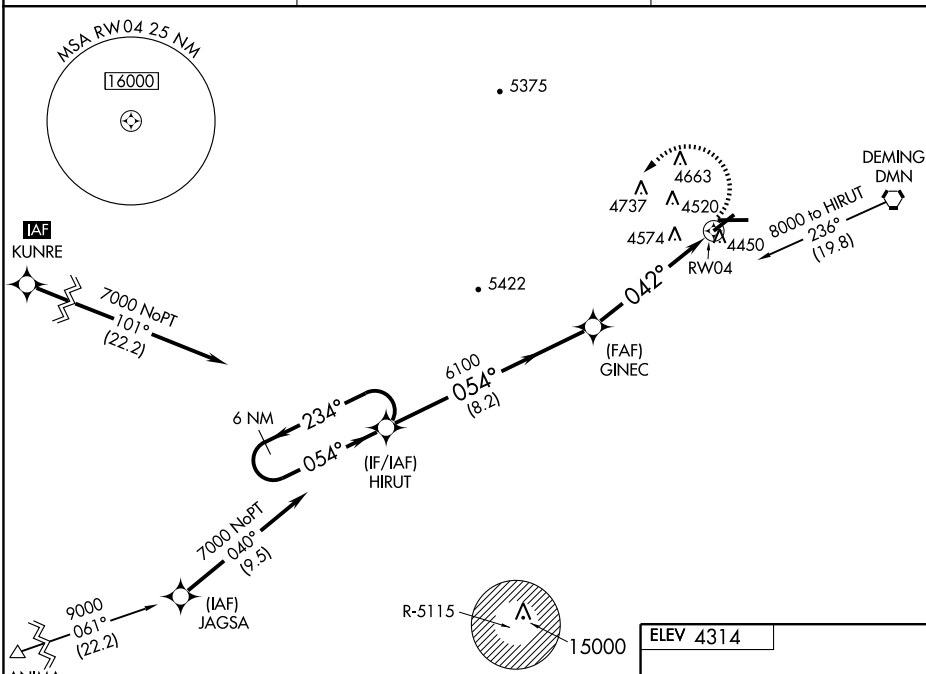 MSA RW04 25 NM
16000
5375
DEMING
DMN
4663
4737
4520
8000 to HIRUT
236°
(19.8)
4574
4450
RW04
IAF
KUNRE
7000 NoPT
101°
(22.2)
5422
042°
(FAF)
GINEC
6100
054°
(8.2)
6 NM
234°
054°
(IF/IAF)
HIRUT
7000 NoPT
040°
(9.5)
(IAF)
JAGSA
9000
061°
(22.2)
R-5115
15000
ELEV 4314